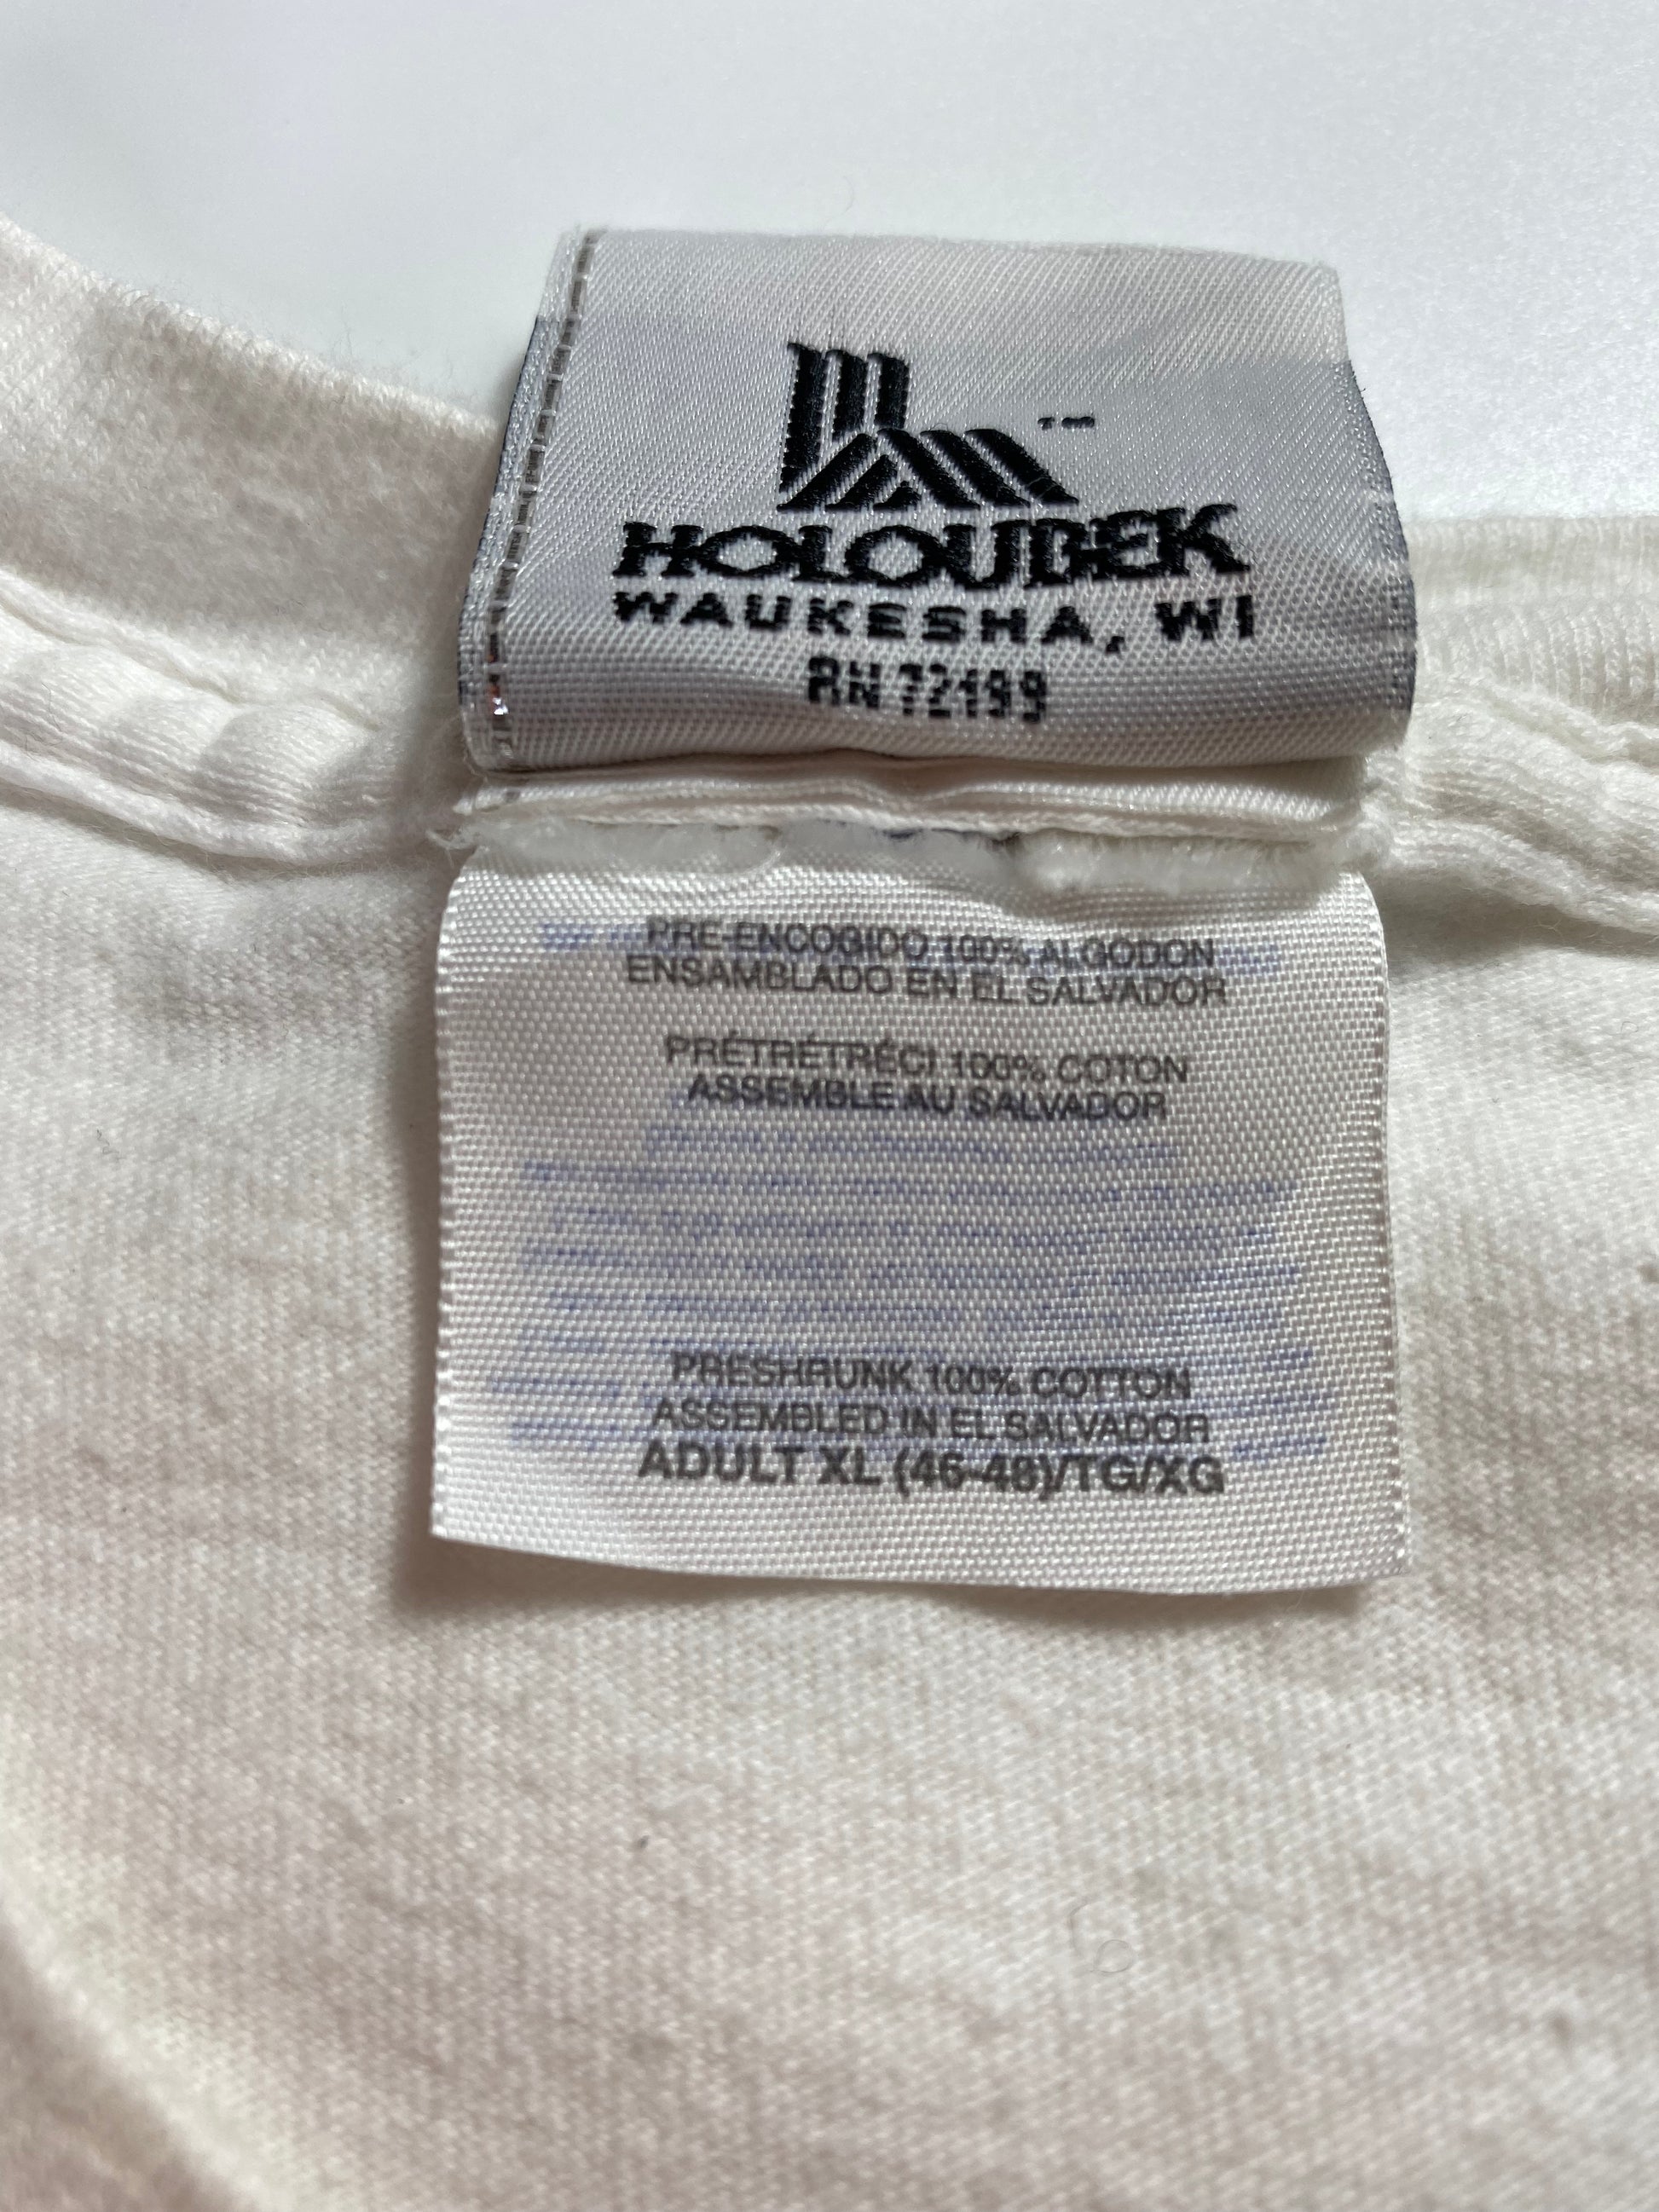 ™
HOLOUBEK
WAUKESHA, WI
RN 72199
PRE-ENCOGIDO 100% ALGODON
ENSAMBLADO EN EL SALVADOR
PRÉTRÉTRÉCI 100% COTON
ASSEMBLE AU SALVADOR
PRESHRUNK 100% COTTON
ASSEMBLED IN EL SALVADOR
ADULT XL (46-48)/TG/XG